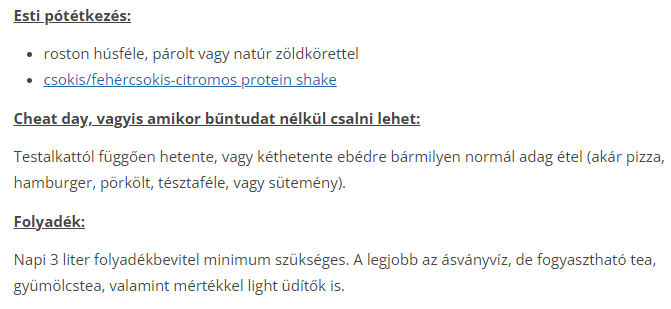 Esti pótétkezés:
• roston húsféle, párolt vagy natúr zöldkörettel
• csokis/fehércsokis-citromos protein shake
Cheat day, vagyis amikor bűntudat nélkül csalni lehet:
Testalkattól függően hetente, vagy kéthetente ebédre bármilyen normál adag étel (akár pizza,
hamburger, pörkölt, tésztaféle, vagy sütemény).
Folyadék:
Napi 3 liter folyadékbevitel minimum szükséges. A legjobb az ásványvíz, de fogyasztható tea,
gyümölcstea, valamint mértékkel light üdítők is.